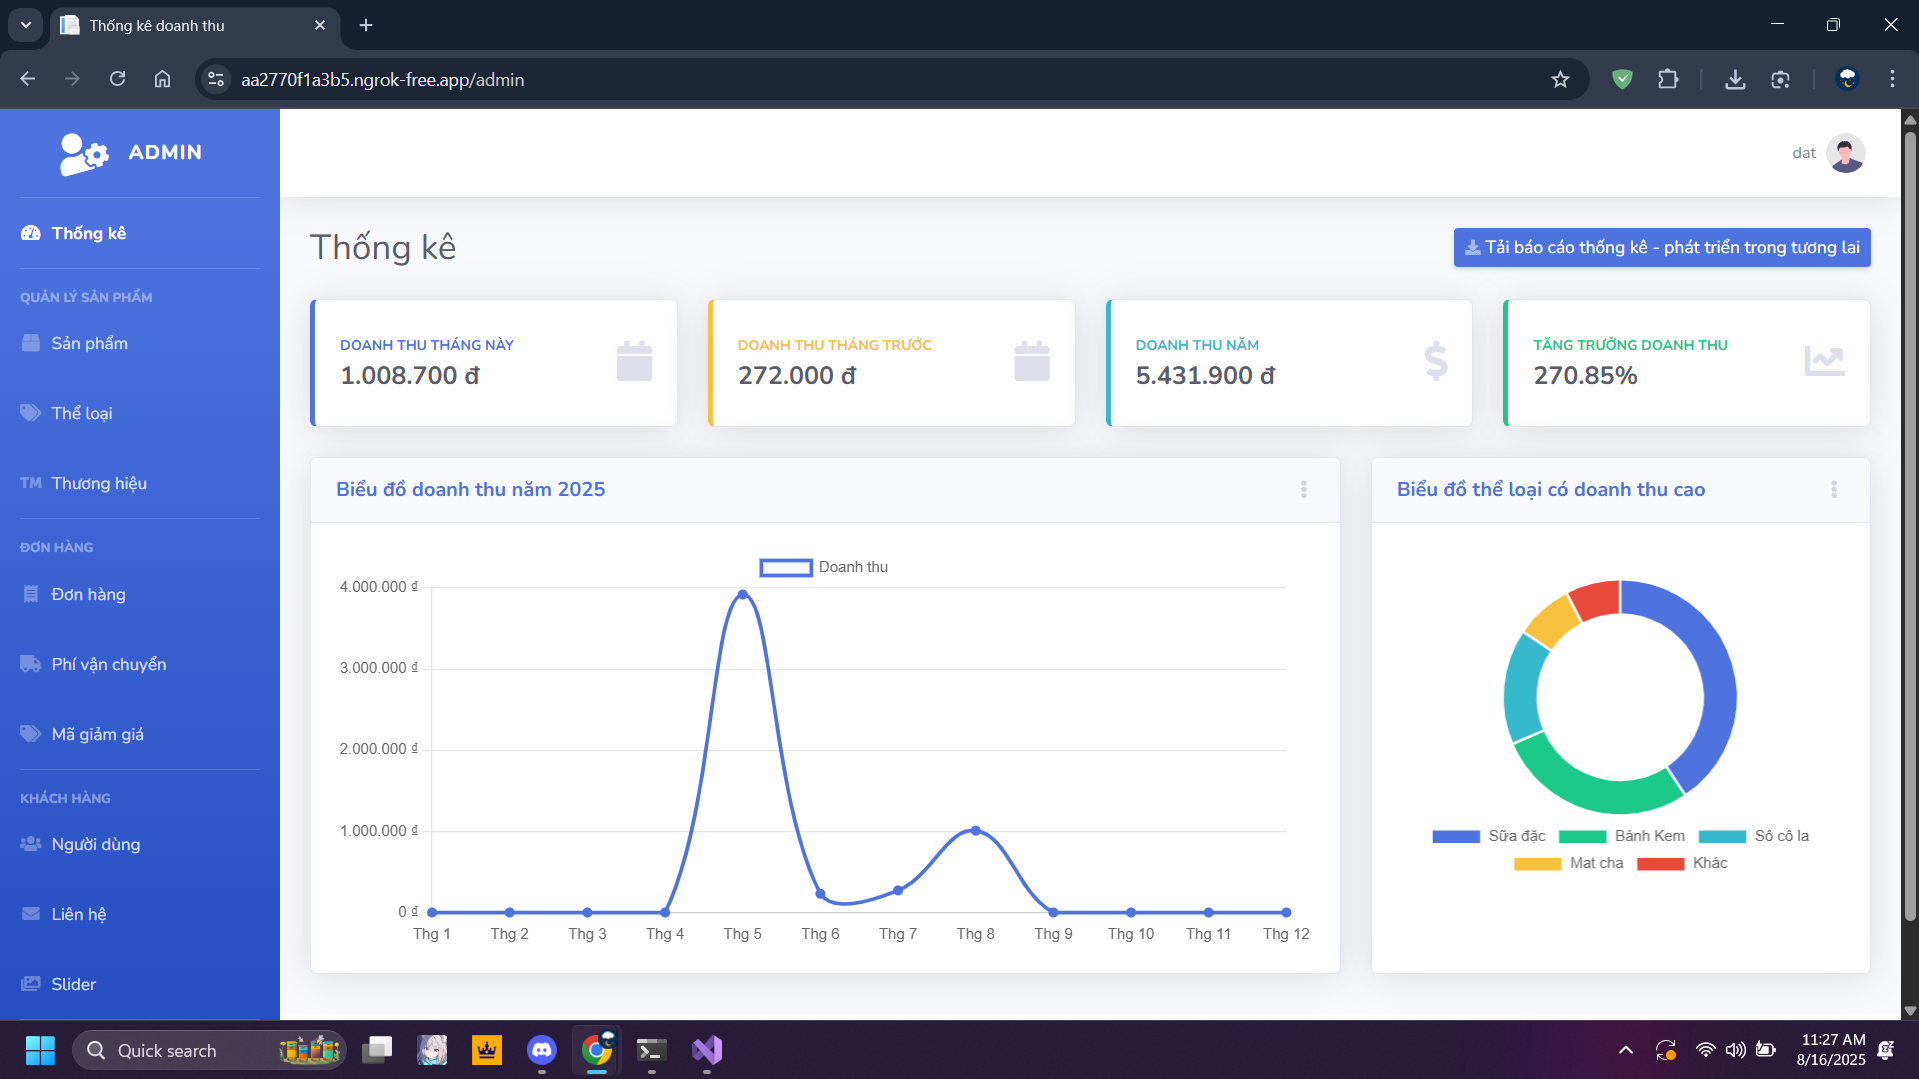 Thống kê doanh thu
aa2770f1a3b5.ngrok-free.app/admin
ADMIN
dat
Thống kê
QUẢN LÝ SẢN PHẨM
Sản phẩm
Thể loại
TM Thương hiệu
ĐƠN HÀNG
Đơn hàng
Phí vận chuyển
Mã giảm giá
KHÁCH HÀNG
Người dùng
Liên hệ
Slider
Thống kê
Tải báo cáo thống kê - phát triển trong tương lai
DOANH THU THÁNG NÀY
1.008.700 đ
DOANH THU THÁNG TRƯỚC
272.000 đ
DOANH THU NĂM
5.431.900 đ
TĂNG TRƯỞNG DOANH THU
270.85%
Biểu đồ doanh thu năm 2025
Doanh thu
4.000.000 ₫
3.000.000 ₫
2.000.000 ₫
1.000.000 ₫
0 ₫
Thg 1 Thg 2 Thg 3 Thg 4 Thg 5 Thg 6 Thg 7 Thg 8 Thg 9 Thg 10 Thg 11 Thg 12
Biểu đồ thể loại có doanh thu cao
Sữa đặc Bánh Kem Sô cô la
Mat cha Khác
Quick search
11:27 AM
8/16/2025